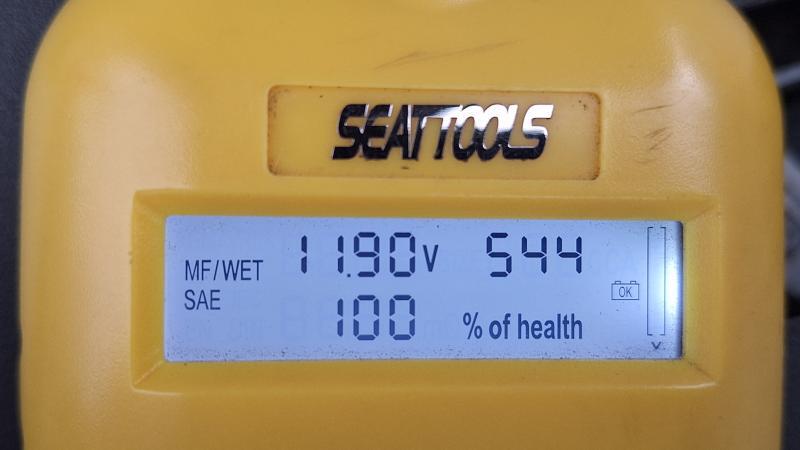 SEATTOOLS
MF/WET 11.90V 544
SAE OK
100 % of health
V